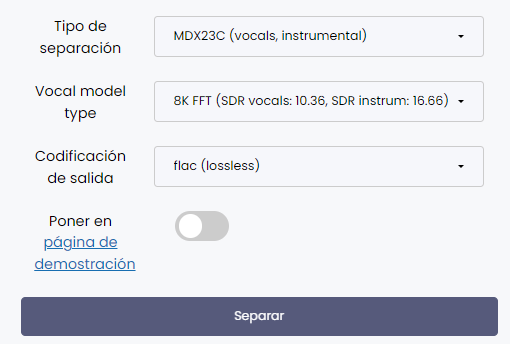 Tipo de
separación
MDX23C (vocals, instrumental)
Vocal model
type
8K FFT (SDR vocals: 10.36, SDR instrum: 16.66)
Codificación
de salida
flac (lossless)
Poner en
página de
demostración
Separar